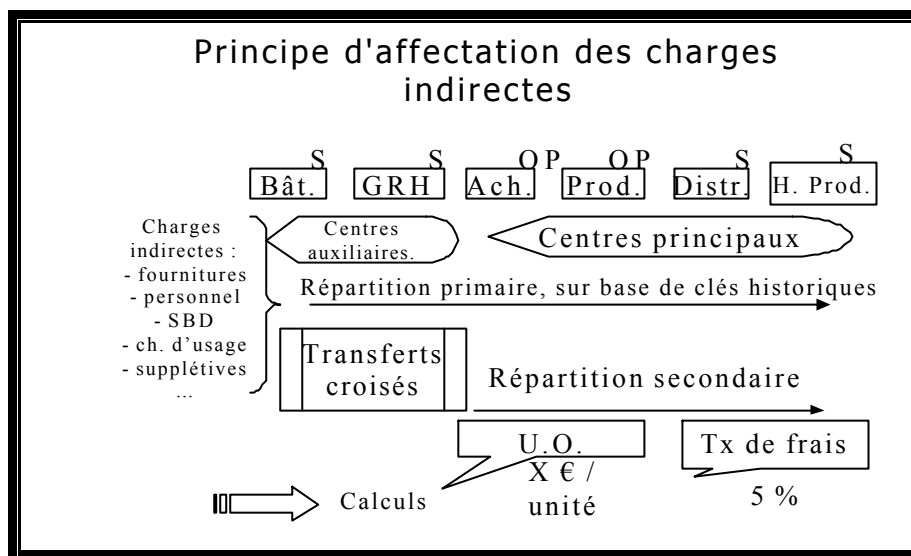 Principe d'affectation des charges
indirectes
S S O P O P S S
Bât. GRH Ach. Prod. Distr. H. Prod.
Charges
indirectes :
- fournitures
- personnel
- SBD
- ch. d’usage
- supplétives
...
Centres
auxiliaires.
Centres principaux
Répartition primaire, sur base de clés historiques
Transferts
croisés
Répartition secondaire
U.O.
X € /
unité
Tx de frais
5 %
Calculs